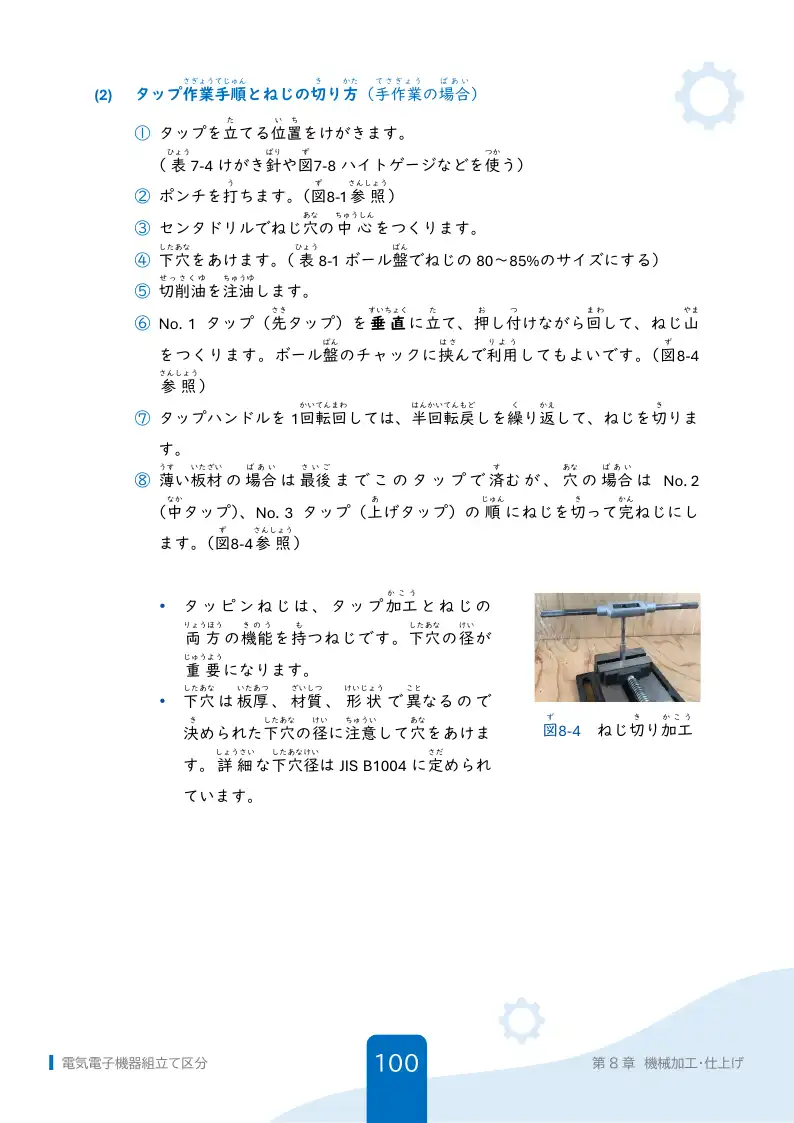 (2) タップ作業手順とねじの切り方（手作業の場合）
① タップを立てる位置をけがきます。
（表7-4 けがき針や図7-8 ハイトゲージなどを使う）
② ポンチを打ちます。（図8-1参照）
③ センタドリルでねじ穴の中心をつくります。
④ 下穴をあけます。（表8-1 ボール盤でねじの 80～85%のサイズにする）
⑤ 切削油を注油します。
⑥ No. 1 タップ（先タップ）を垂直に立て、押し付けながら回して、ねじ山
をつくります。ボール盤のチャックに挟んで利用してもよいです。（図8-4
参照）
⑦ タップハンドルを 1回転回しては、半回転戻しを繰り返して、ねじを切りま
す。
⑧ 薄い板材の場合は最後までこのタップで済むが、穴の場合は No. 2
（中タップ）、No. 3 タップ（上げタップ）の順にねじを切って完ねじにし
ます。（図8-4参照）
• タッピンねじは、タップ加工とねじの
両方の機能を持つねじです。下穴の径が
重要になります。
• 下穴は板厚、材質、形状で異なるので
決められた下穴の径に注意して穴をあけま
す。詳細な下穴径は JIS B1004 に定められ
ています。
図8-4 ねじ切り加工
電気電子機器組立て区分
100
第 8 章 機械加工・仕上げ